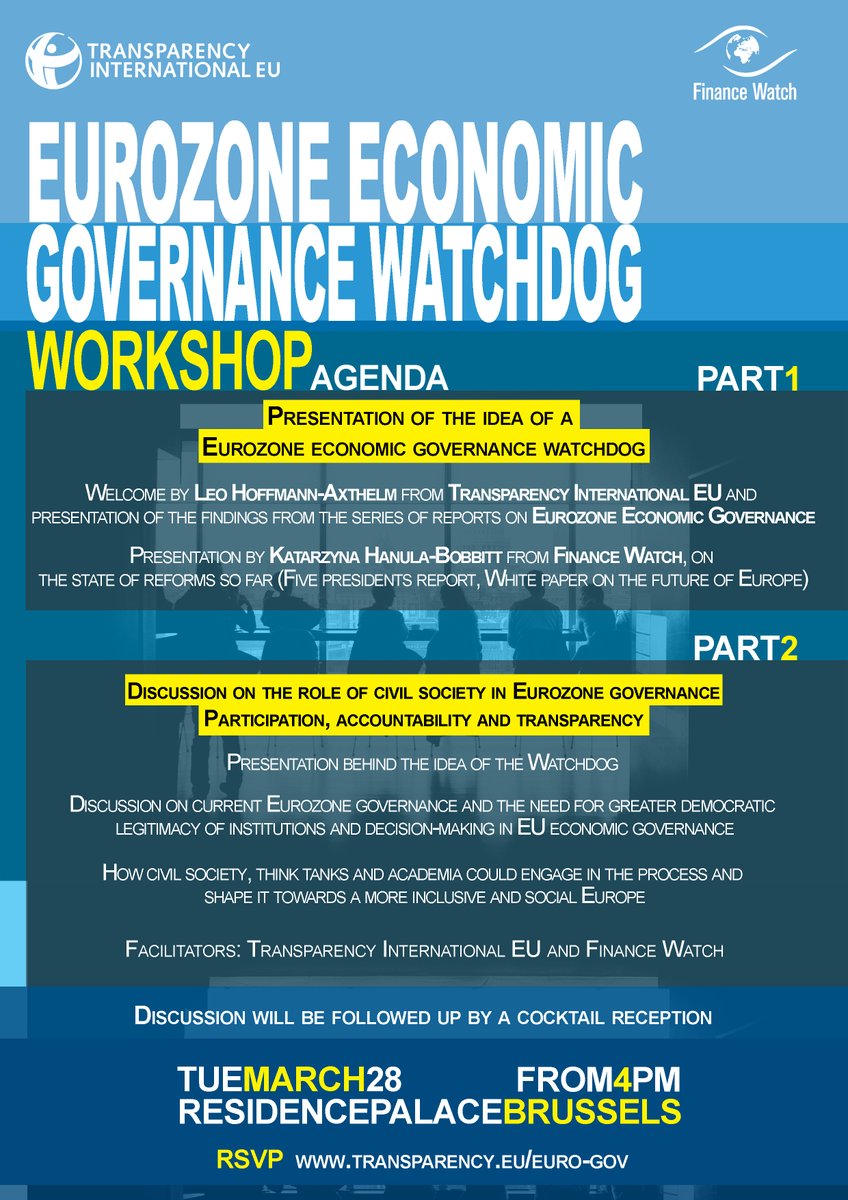 TRANSPARENCY
INTERNATIONAL EU
Finance Watch
EUROZONE ECONOMIC
GOVERNANCE WATCHDOG
WORKSHOP AGENDA
PART1
PRESENTATION OF THE IDEA OF A
EUROZONE ECONOMIC GOVERNANCE WATCHDOG
WELCOME BY LEO HOFFMANN-AXTHELM FROM TRANSPARENCY INTERNATIONAL EU AND
PRESENTATION OF THE FINDINGS FROM THE SERIES OF REPORTS ON EUROZONE ECONOMIC GOVERNANCE
PRESENTATION BY KATARZYNA HANULA-BOBBITT FROM FINANCE WATCH, ON
THE STATE OF REFORMS SO FAR (FIVE PRESIDENTS REPORT, WHITE PAPER ON THE FUTURE OF EUROPE)
PART2
DISCUSSION ON THE ROLE OF CIVIL SOCIETY IN EUROZONE GOVERNANCE
PARTICIPATION, ACCOUNTABILITY AND TRANSPARENCY
PRESENTATION BEHIND THE IDEA OF THE WATCHDOG
DISCUSSION ON CURRENT EUROZONE GOVERNANCE AND THE NEED FOR GREATER DEMOCRATIC
LEGITIMACY OF INSTITUTIONS AND DECISION-MAKING IN EU ECONOMIC GOVERNANCE
HOW CIVIL SOCIETY, THINK TANKS AND ACADEMIA COULD ENGAGE IN THE PROCESS AND
SHAPE IT TOWARDS A MORE INCLUSIVE AND SOCIAL EUROPE
FACILITATORS: TRANSPARENCY INTERNATIONAL EU AND FINANCE WATCH
DISCUSSION WILL BE FOLLOWED UP BY A COCKTAIL RECEPTION
TUEMARCH28 FROM4PM
RESIDENCEPALACEBRUSSELS
RSVP WWW.TRANSPARENCY.EU/EURO-GOV